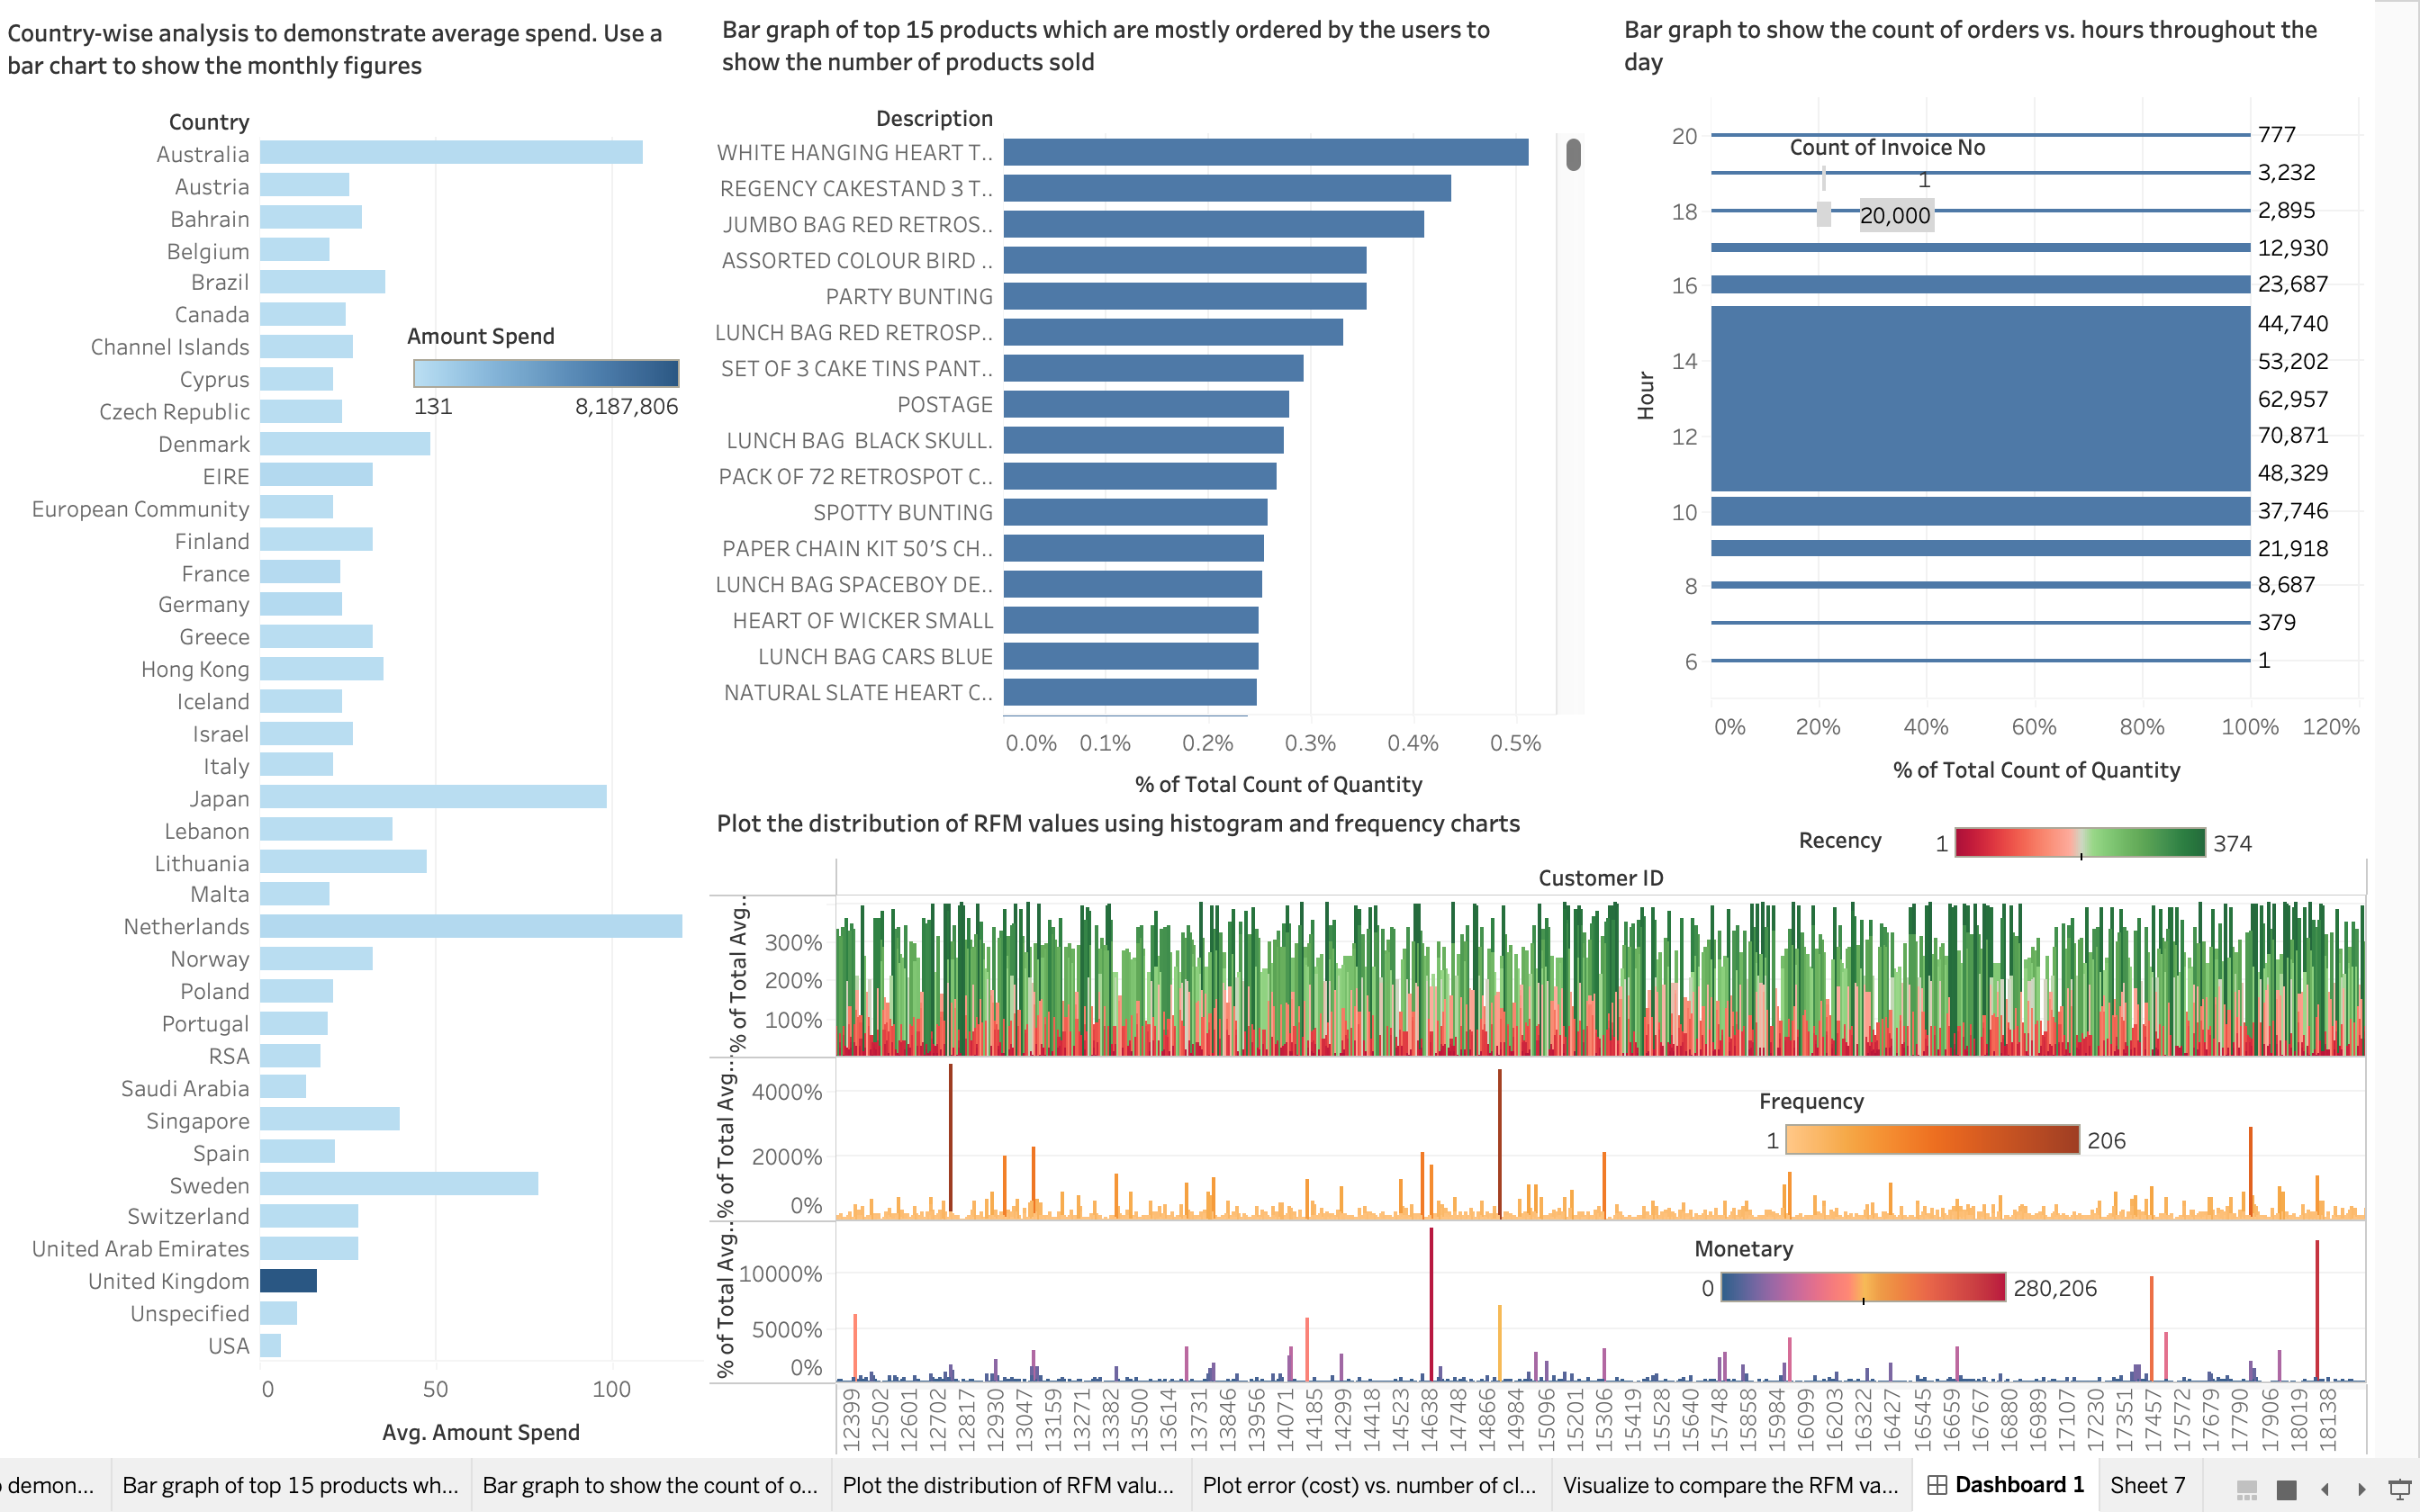 Country-wise analysis to demonstrate average spend. Use a
bar chart to show the monthly figures
Country
Australia
Austria
Bahrain
Belgium
Brazil
Canada
Channel Islands
Cyprus
Czech Republic
Denmark
EIRE
European Community
Finland
France
Germany
Greece
Hong Kong
Iceland
Israel
Italy
Japan
Lebanon
Lithuania
Malta
Netherlands
Norway
Poland
Portugal
RSA
Saudi Arabia
Singapore
Spain
Sweden
Switzerland
United Arab Emirates
United Kingdom
Unspecified
USA
0 50 100
Avg. Amount Spend
Amount Spend
131 8,187,806
Bar graph of top 15 products which are mostly ordered by the users to
show the number of products sold
Description
WHITE HANGING HEART T..
REGENCY CAKESTAND 3 T..
JUMBO BAG RED RETROS..
ASSORTED COLOUR BIRD ..
PARTY BUNTING
LUNCH BAG RED RETROSP..
SET OF 3 CAKE TINS PANT..
POSTAGE
LUNCH BAG  BLACK SKULL.
PACK OF 72 RETROSPOT C..
SPOTTY BUNTING
PAPER CHAIN KIT 50'S CH..
LUNCH BAG SPACEBOY DE..
HEART OF WICKER SMALL
LUNCH BAG CARS BLUE
NATURAL SLATE HEART C..
0.0% 0.1% 0.2% 0.3% 0.4% 0.5%
% of Total Count of Quantity
Bar graph to show the count of orders vs. hours throughout the
day
Hour
20 777
Count of Invoice No
1 3,232
18 20,000 2,895
12,930
16 23,687
44,740
14 53,202
62,957
12 70,871
48,329
10 37,746
21,918
8 8,687
379
6 1
0% 20% 40% 60% 80% 100% 120%
% of Total Count of Quantity
Plot the distribution of RFM values using histogram and frequency charts
Recency 1 374
Customer ID
% of Total Avg..
300%
200%
100%
% of Total Avg..
4000%
2000%
0%
Frequency
1 206
% of Total Avg..
10000%
5000%
0%
Monetary
0 280,206
12399 12502 12601 12702 12817 12930 13047 13159 13271 13382 13500 13614 13731 13846 13956 14071 14185 14299 14418 14523 14638 14748 14866 14984 15096 15201 15306 15419 15528 15640 15748 15858 15984 16099 16203 16322 16427 16545 16659 16767 16880 16989 17107 17230 17351 17457 17572 17679 17790 17906 18019 18138
demon... Bar graph of top 15 products wh... Bar graph to show the count of o... Plot the distribution of RFM valu... Plot error (cost) vs. number of cl... Visualize to compare the RFM va... Dashboard 1 Sheet 7